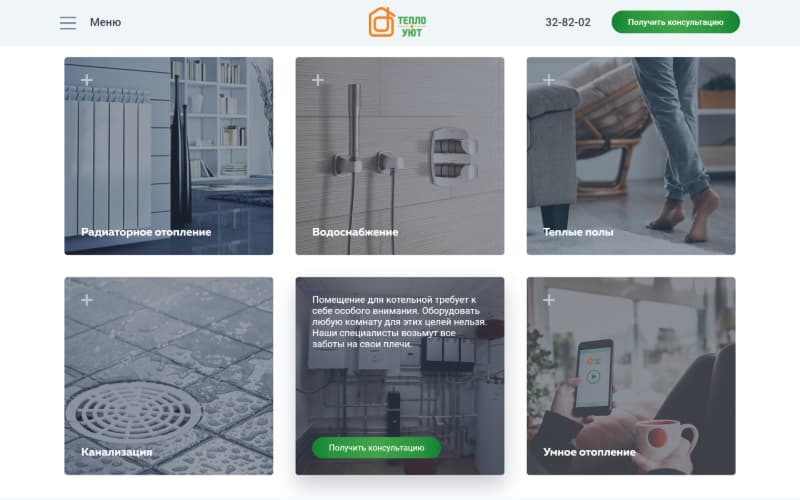 Меню
ТЕПЛО
УЮТ
32-82-02
Получить консультацию
Радиаторное отопление
Водоснабжение
Теплые полы
Помещение для котельной требует к
себе особого внимания. Оборудовать
любую комнату для этих целей нельзя.
Наши специалисты возьмут все
заботы на свои плечи.
Канализация
Получить консультацию
Умное отопление